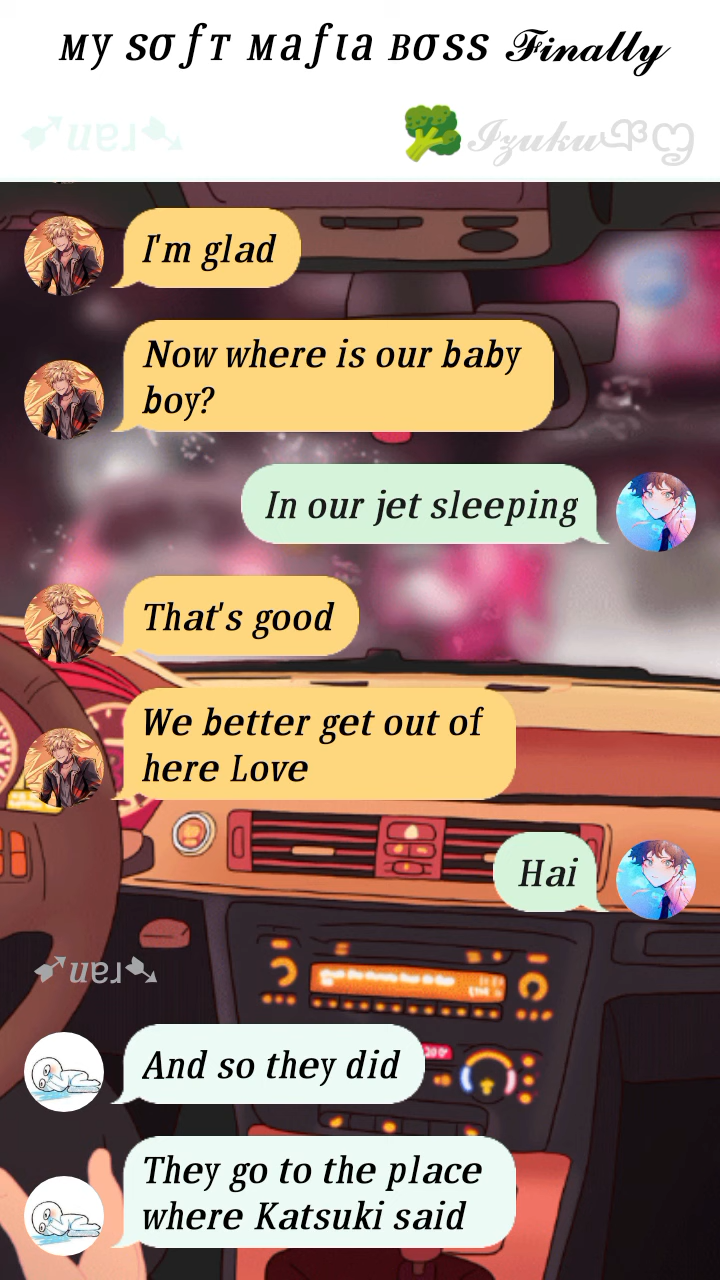 My soft Mafia Boss Finally
➶ɹɐn➴ 🥦Izukuঞღ
I'm glad
Now where is our baby
boy?
In our jet sleeping
That's good
We better get out of
here Love
Hai
And so they did
They go to the place
where Katsuki said